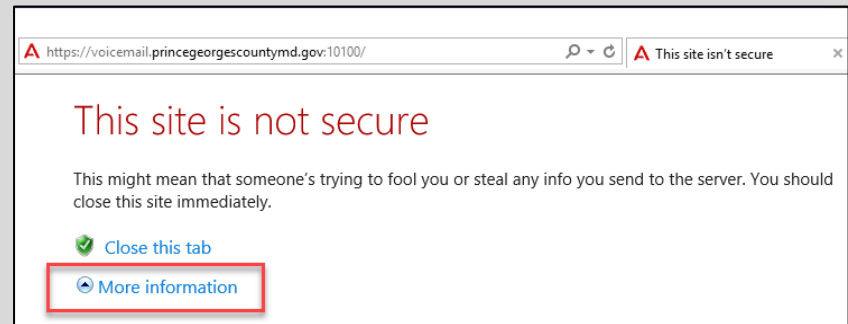 https://voicemail.princegeorgescountymd.gov:10100/
This site isn't secure
This site is not secure
This might mean that someone's trying to fool you or steal any info you send to the server. You should
close this site immediately.
Close this tab
More information